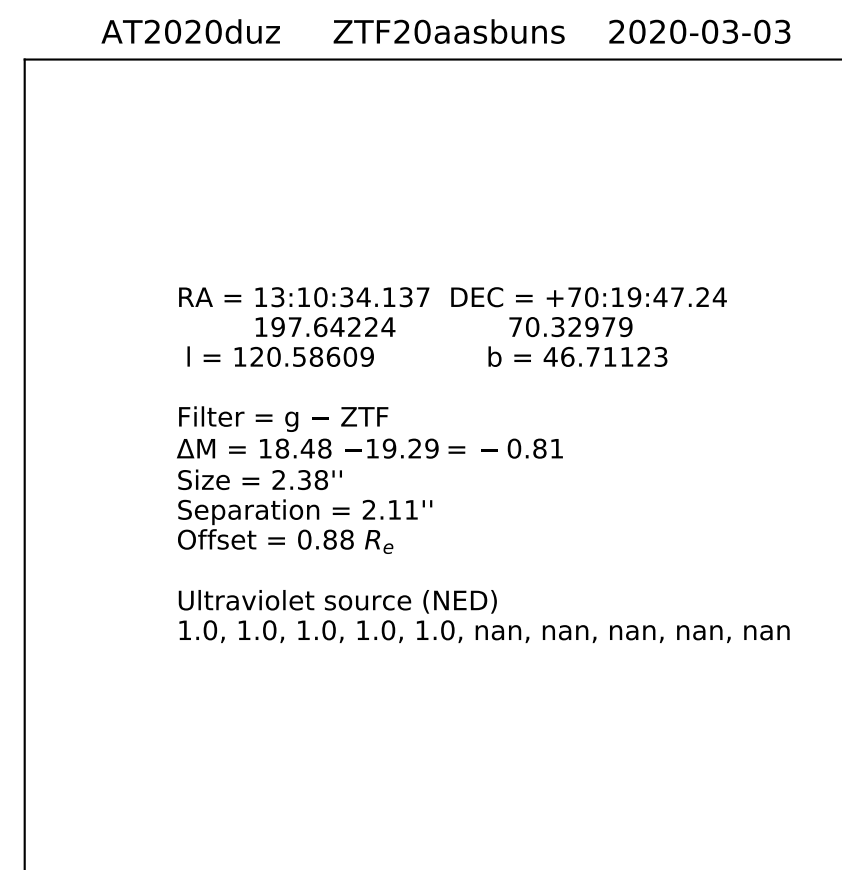 AT2020duz ZTF20aasbuns 2020-03-03
RA = 13:10:34.137 DEC = +70:19:47.24
197.64224 70.32979
l = 120.58609 b = 46.71123
Filter = g − ZTF
ΔM = 18.48 −19.29 = − 0.81
Size = 2.38''
Separation = 2.11''
Offset = 0.88 Re
Ultraviolet source (NED)
1.0, 1.0, 1.0, 1.0, 1.0, nan, nan, nan, nan, nan